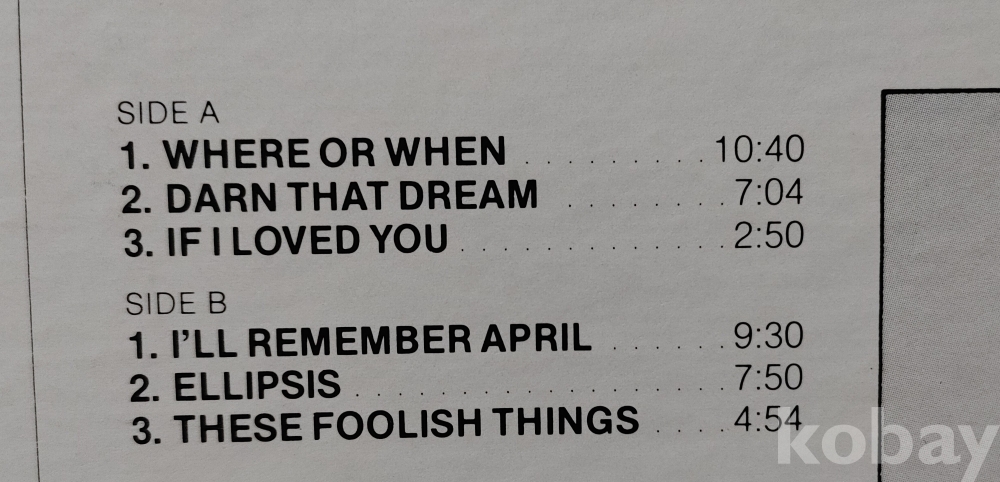 SIDE A
1. WHERE OR WHEN . . . . . . . . . 10:40
2. DARN THAT DREAM . . . . . . . . 7:04
3. IF I LOVED YOU . . . . . . . . . . . . . 2:50
SIDE B
1. I'LL REMEMBER APRIL . . . . . . 9:30
2. ELLIPSIS . . . . . . . . . . . . . . . . . . 7:50
3. THESE FOOLISH THINGS . . . . 4:54
kobay